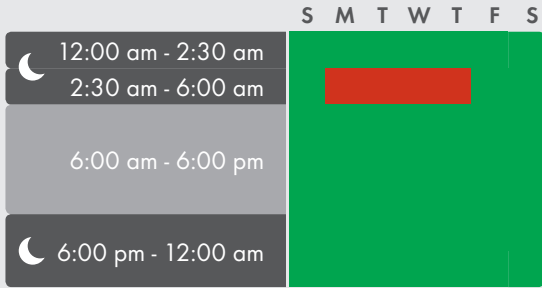 S M T W T F S
12:00 am - 2:30 am
2:30 am - 6:00 am
6:00 am - 6:00 pm
6:00 pm - 12:00 am